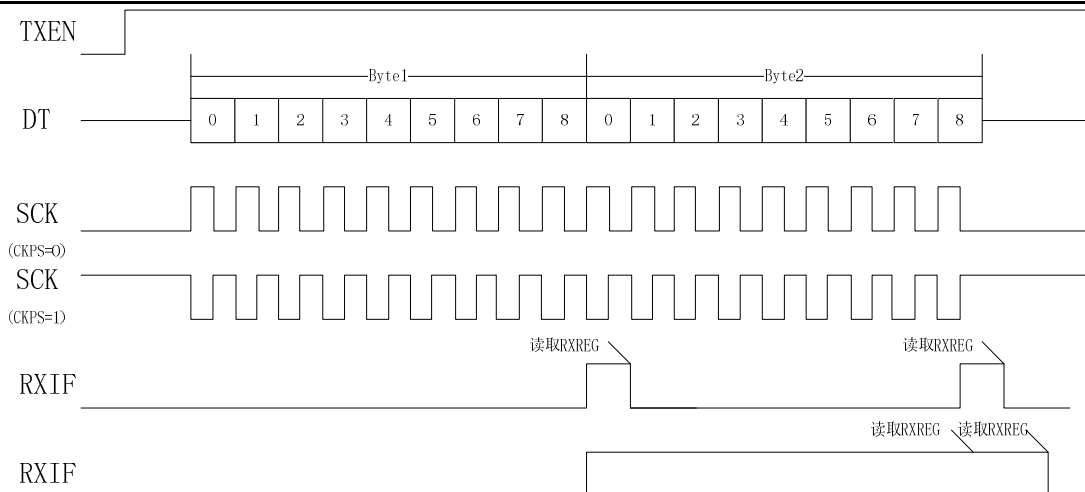 TXEN
Byte1 Byte2
DT 0 1 2 3 4 5 6 7 8 0 1 2 3 4 5 6 7 8
SCK
(CKPS=0)
SCK
(CKPS=1)
读取RXREG 读取RXREG
RXIF
读取RXREG 读取RXREG
RXIF